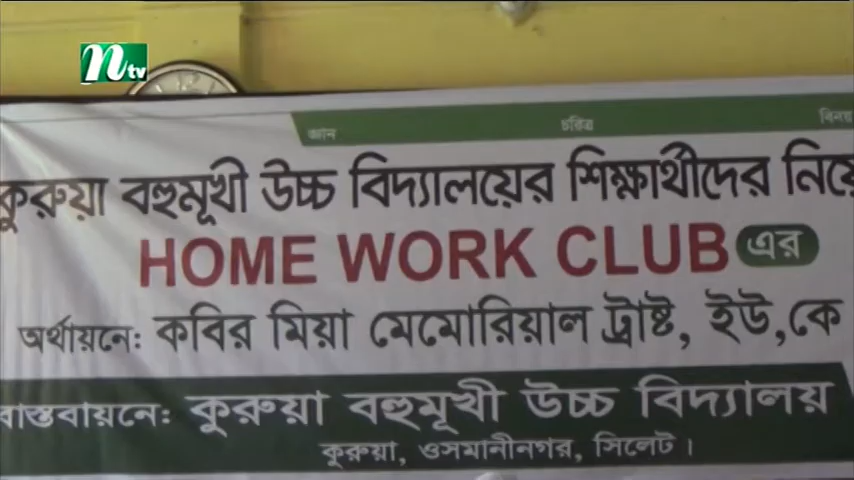 ntv
জ্ঞান চরিত্র বিনয়
কুরুয়া বহুমূখী উচ্চ বিদ্যালয়ের শিক্ষার্থীদের নিয়ে
HOME WORK CLUB এর
অর্থায়নে: কবির মিয়া মেমোরিয়াল ট্রাষ্ট, ইউ,কে
বাস্তবায়নে: কুরুয়া বহুমূখী উচ্চ বিদ্যালয়
কুরুয়া, ওসমানীনগর, সিলেট।